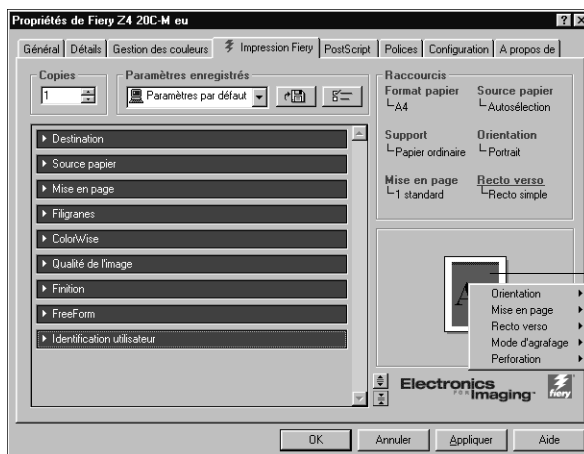 Propriétés de Fiery Z4 20C-M eu
Général Détails Gestion des couleurs Impression Fiery PostScript Polices Configuration A propos de
Copies
1
Paramètres enregistrés
Paramètres par défaut
Destination
Source papier
Mise en page
Filigranes
ColorWise
Qualité de l'image
Finition
FreeForm
Identification utilisateur
Raccourcis
Format papier Source papier
A4 Autosélection
Support Orientation
Papier ordinaire Portrait
Mise en page Recto verso
1 standard Recto simple
A
Orientation
Mise en page
Recto verso
Mode d'agrafage
Perforation
Electronics
FOR Imaging
fiery
OK Annuler Appliquer Aide